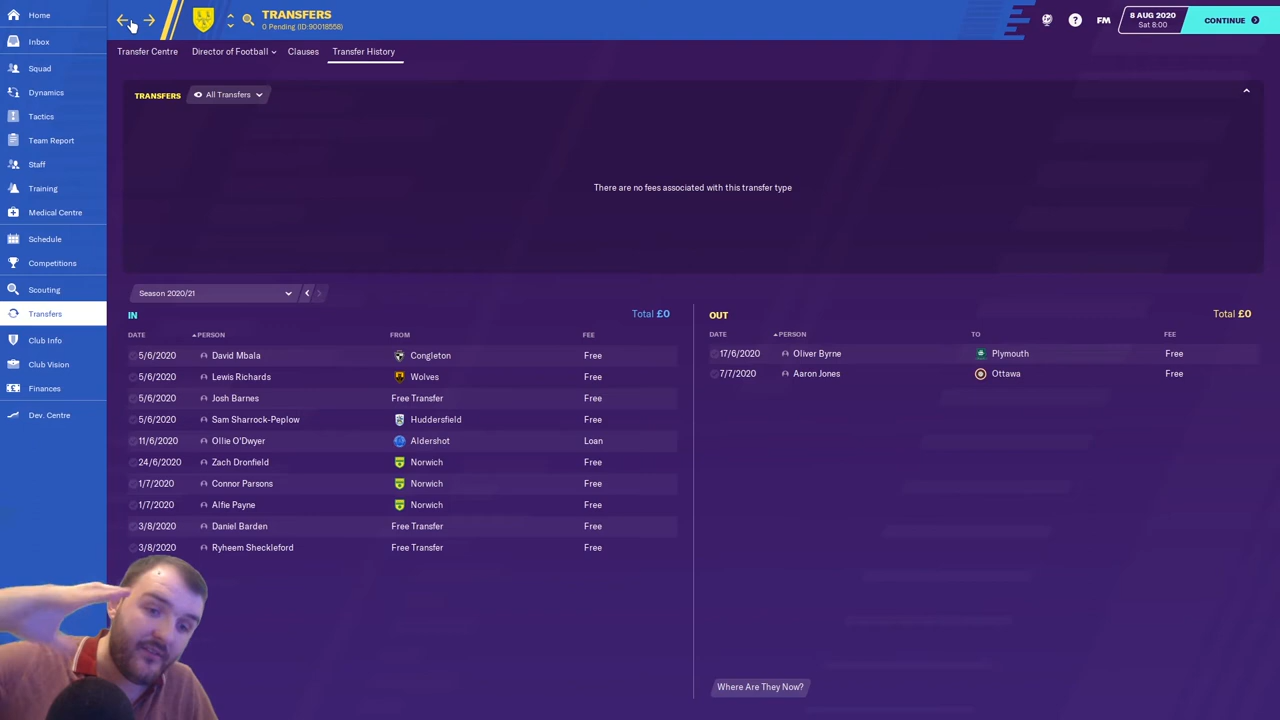 Home
Inbox
Squad
Dynamics
Tactics
Team Report
Staff
Training
Medical Centre
Schedule
Competitions
Scouting
Transfers
Club Info
Club Vision
Finances
Dev. Centre
TRANSFERS
0 Pending (ID:90018558)
FM
8 AUG 2020
Sat 8:00
CONTINUE
Transfer Centre Director of Football Clauses Transfer History
TRANSFERS All Transfers
There are no fees associated with this transfer type
Season 2020/21
IN Total £0
DATE PERSON FROM FEE
5/6/2020 David Mbala Congleton Free
5/6/2020 Lewis Richards Wolves Free
5/6/2020 Josh Barnes Free Transfer Free
5/6/2020 Sam Sharrock-Peplow Huddersfield Free
11/6/2020 Ollie O'Dwyer Aldershot Loan
24/6/2020 Zach Dronfield Norwich Free
1/7/2020 Connor Parsons Norwich Free
1/7/2020 Alfie Payne Norwich Free
3/8/2020 Daniel Barden Free Transfer Free
3/8/2020 Ryheem Sheckleford Free Transfer Free
OUT Total £0
DATE PERSON TO FEE
17/6/2020 Oliver Byrne Plymouth Free
7/7/2020 Aaron Jones Ottawa Free
Where Are They Now?